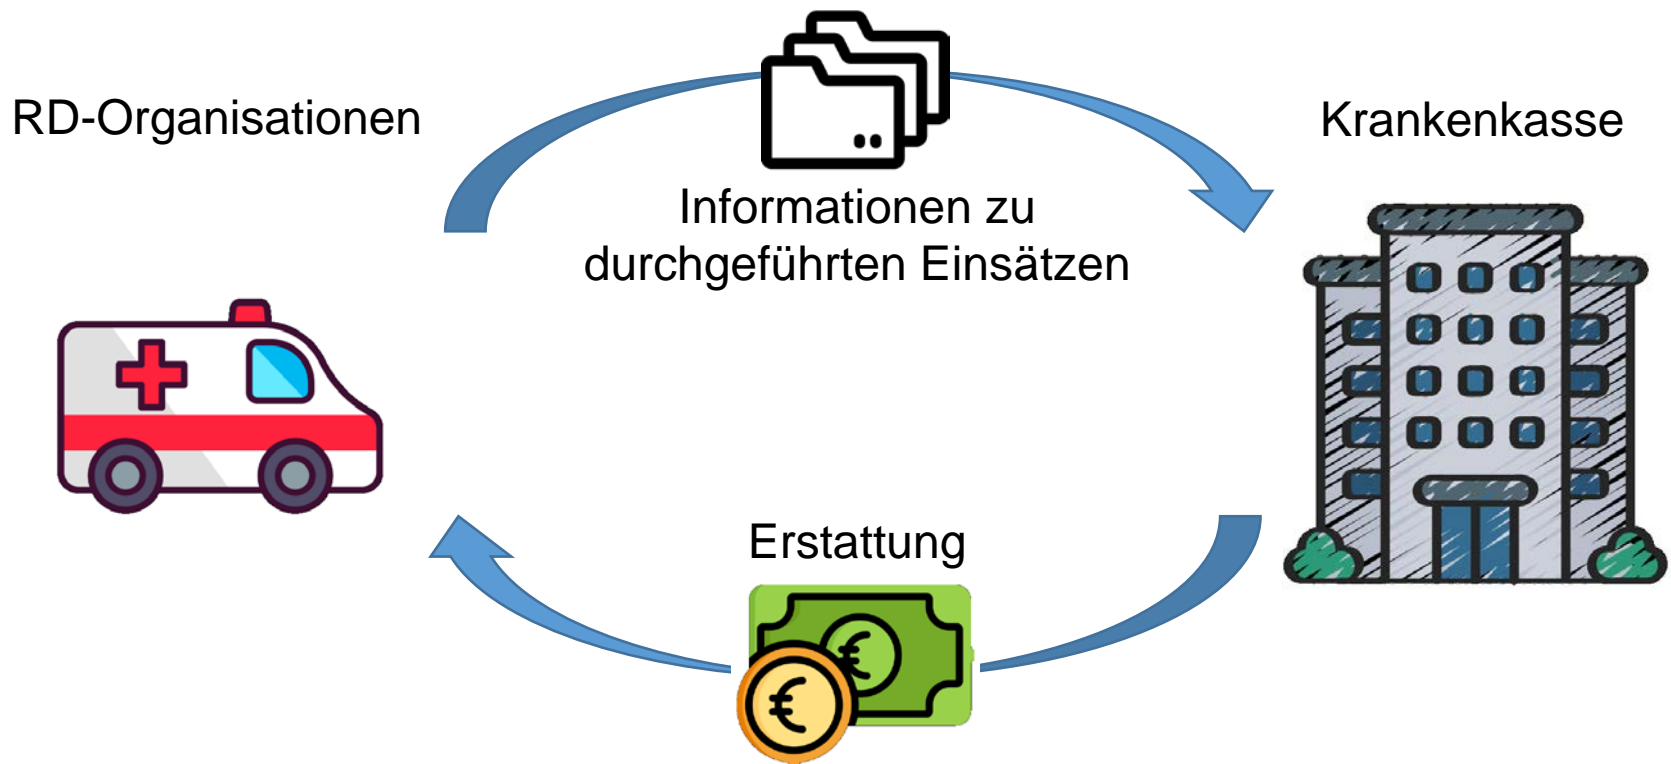 RD-Organisationen
Krankenkasse
Informationen zu
durchgeführten Einsätzen
Erstattung
€
€